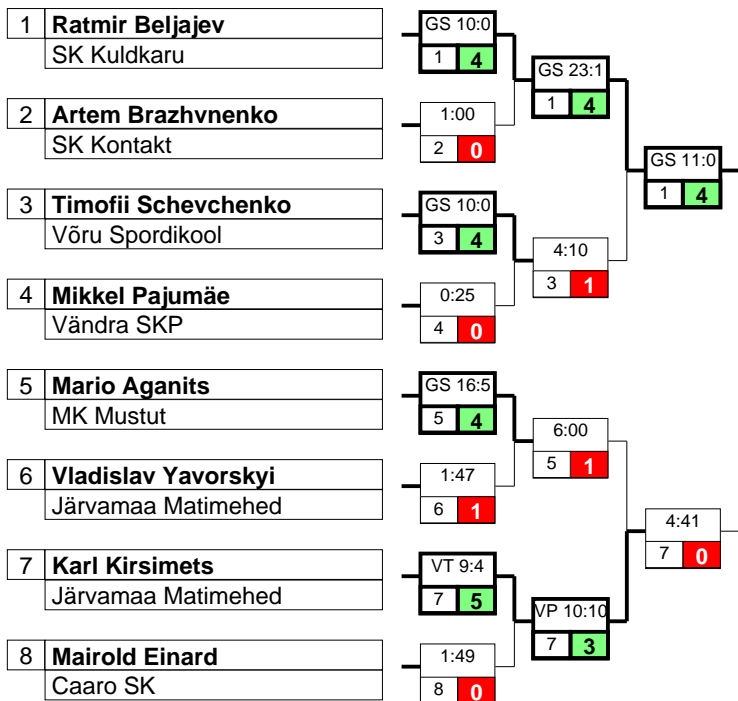 1 Ratmir Beljajev
SK Kuldkaru
GS 10:0
1 4
GS 23:1
1 4
2 Artem Brazhvnenko
SK Kontakt
1:00
2 0
GS 11:0
1 4
3 Timofii Schevchenko
Võru Spordikool
GS 10:0
3 4
4:10
3 1
4 Mikkel Pajumäe
Vändra SKP
0:25
4 0
5 Mario Aganits
MK Mustut
GS 16:5
5 4
6:00
5 1
6 Vladislav Yavorskyi
Järvamaa Matimehed
1:47
6 1
4:41
7 0
7 Karl Kirsimets
Järvamaa Matimehed
VT 9:4
7 5
VP 10:10
7 3
8 Mairold Einard
Caaro SK
1:49
8 0